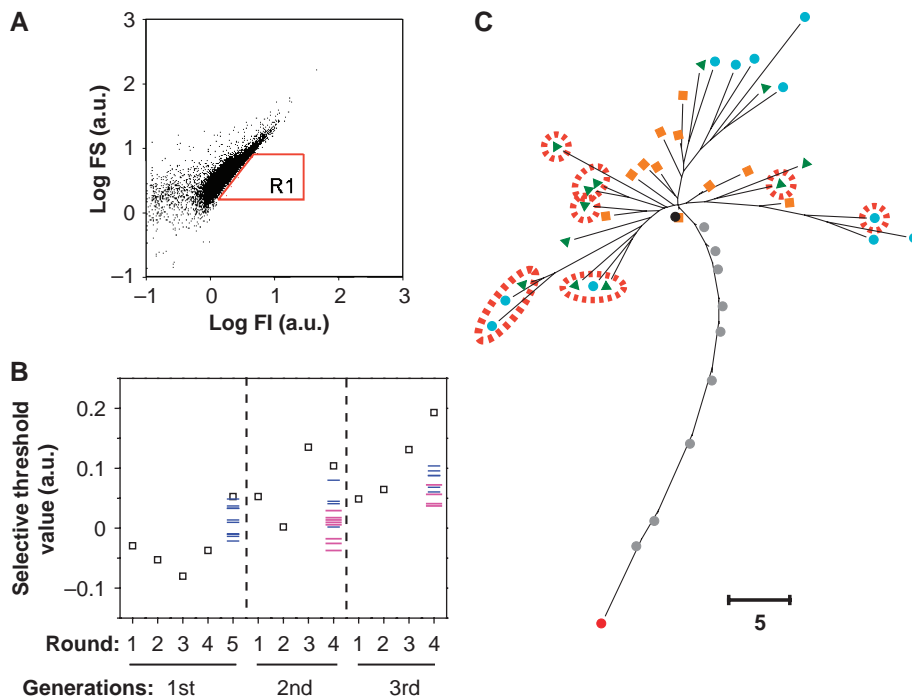 A
3
2
1
0
–1
Log FS (a.u.)
R1
–1 0 1 2 3
Log FI (a.u.)
B
0.2
0.1
0
–0.1
Selective threshold
value (a.u.)
Round: 1 2 3 4 5 1 2 3 4 1 2 3 4
Generations: 1st 2nd 3rd
C
5